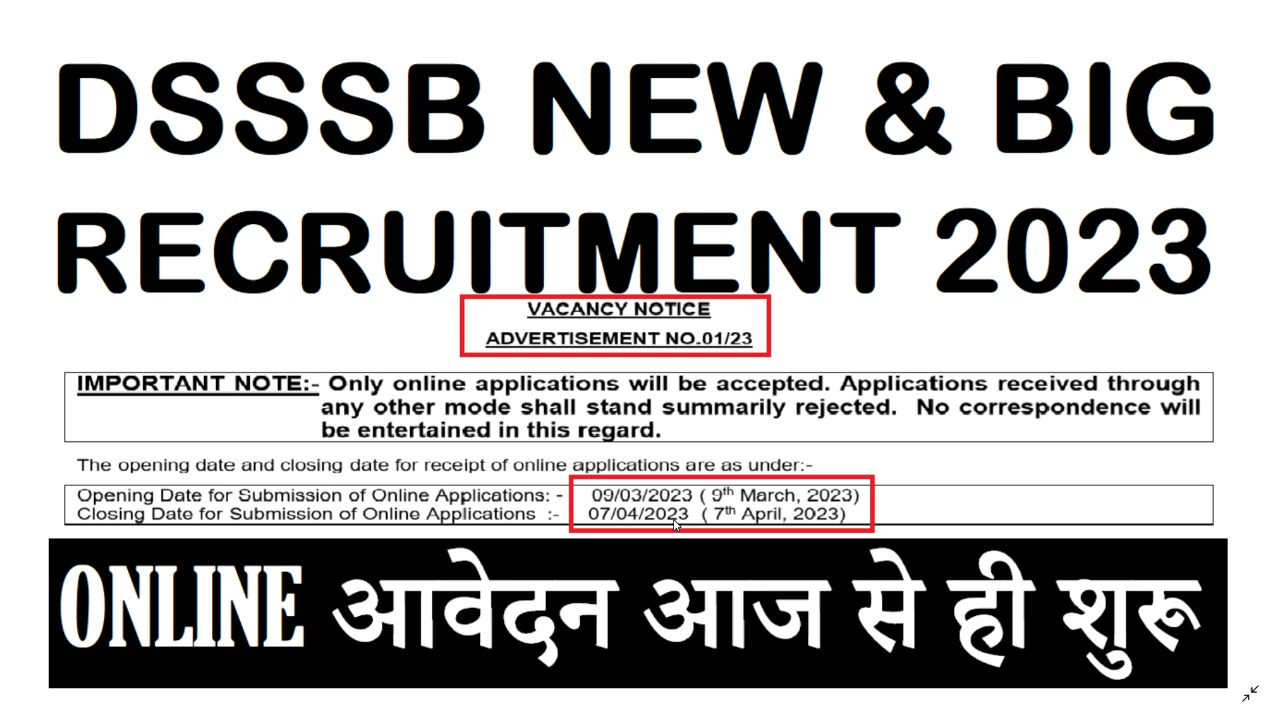 DSSSB NEW & BIG
RECRUITMENT 2023
VACANCY NOTICE
ADVERTISEMENT NO.01/23
IMPORTANT NOTE:- Only online applications will be accepted. Applications received through
any other mode shall stand summarily rejected. No correspondence will
be entertained in this regard.
The opening date and closing date for receipt of online applications are as under:-
Opening Date for Submission of Online Applications: - 09/03/2023 ( 9th March, 2023)
Closing Date for Submission of Online Applications :- 07/04/2023 ( 7th April, 2023)
ONLINE आवेदन आज से ही शुरू